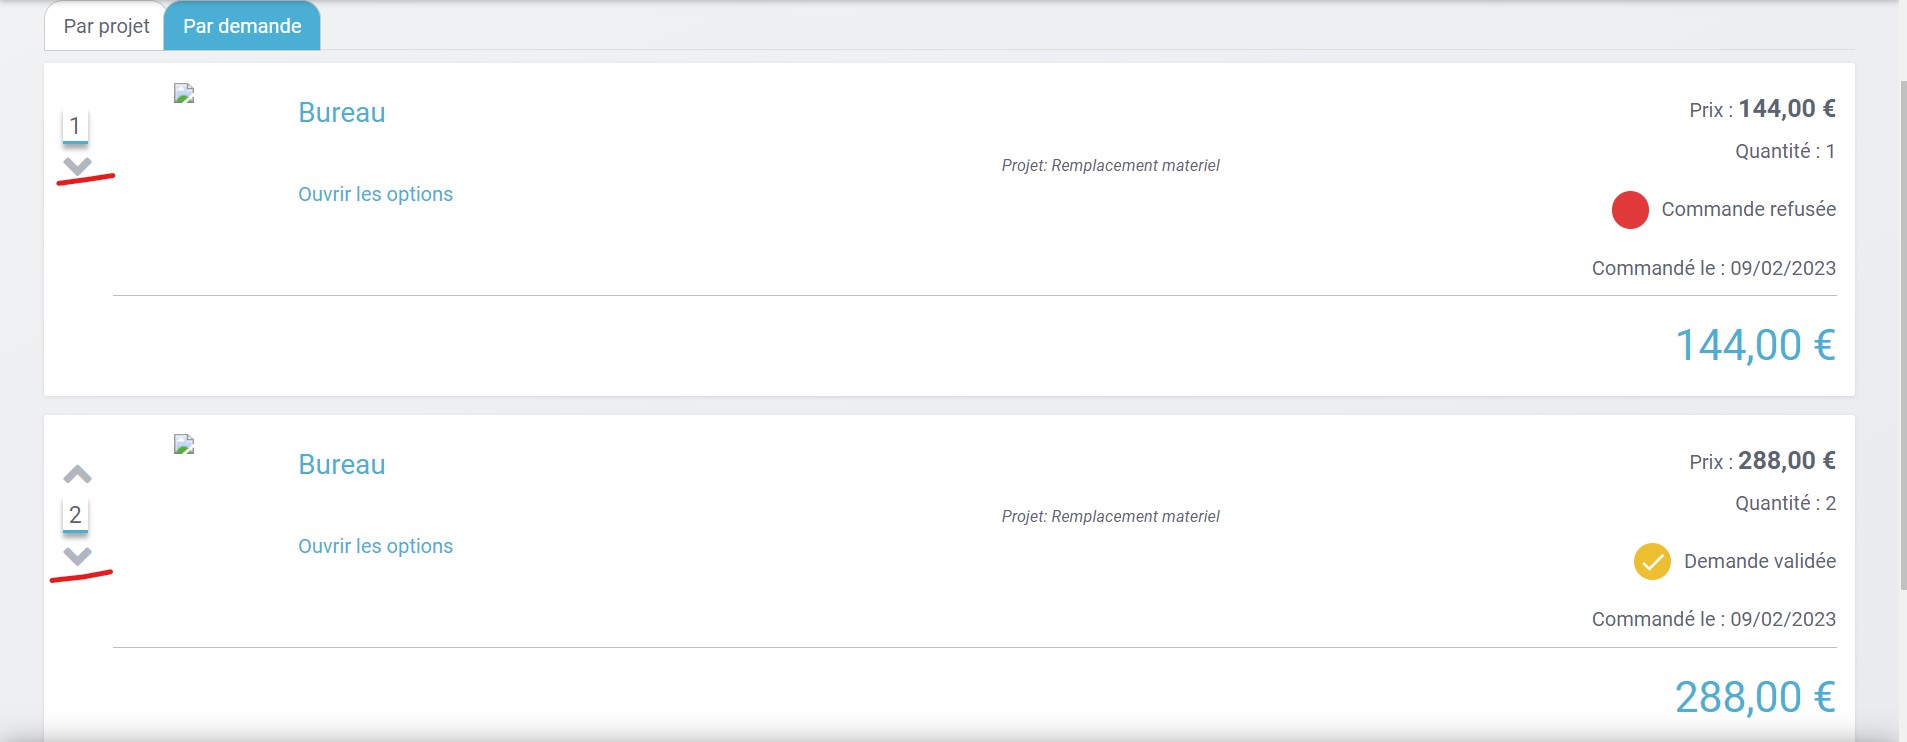 Par projet
Par demande
1
Bureau
Ouvrir les options
Projet: Remplacement materiel
Prix : 144,00 €
Quantité : 1
Commande refusée
Commandé le : 09/02/2023
144,00 €
2
Bureau
Ouvrir les options
Projet: Remplacement materiel
Prix : 288,00 €
Quantité : 2
Demande validée
Commandé le : 09/02/2023
288,00 €